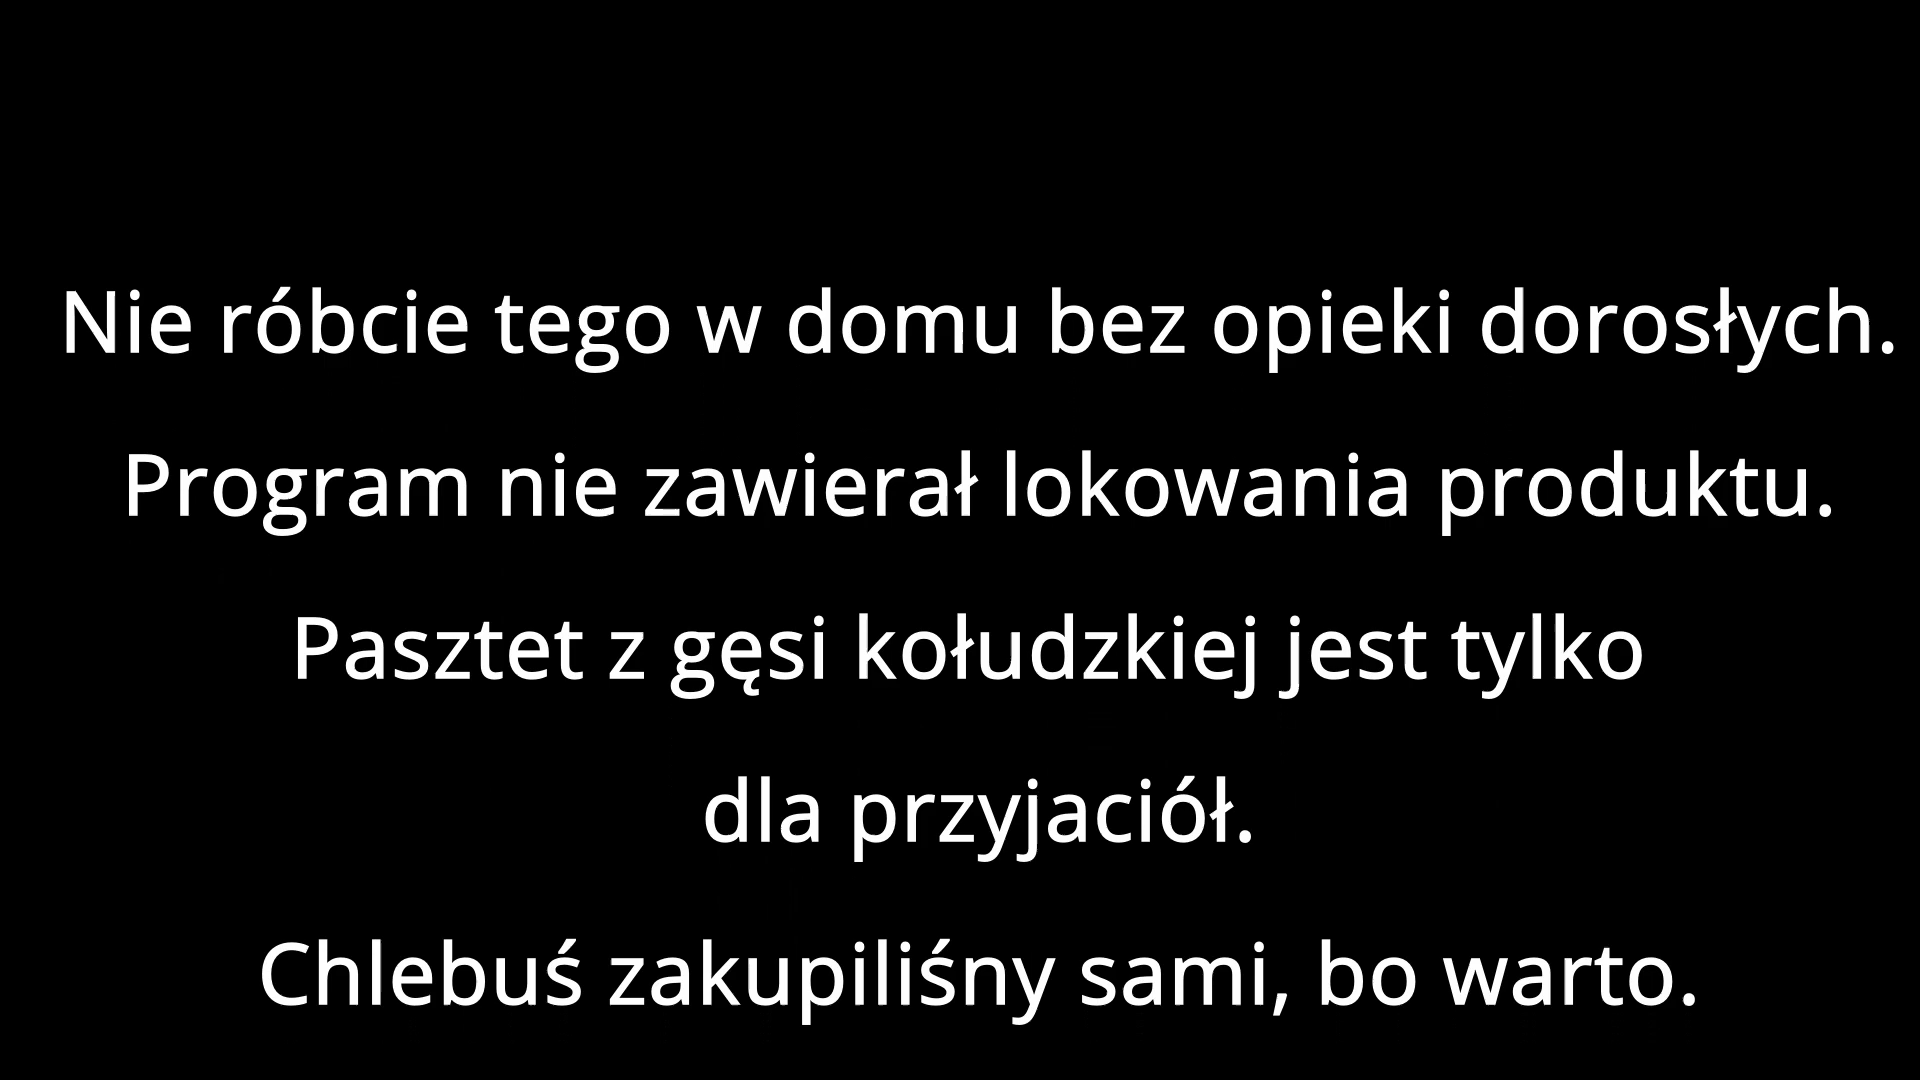 Nie róbcie tego w domu bez opieki dorosłych.
Program nie zawierał lokowania produktu.
Pasztet z gęsi kołudzkiej jest tylko
dla przyjaciół.
Chlebuś zakupiliśny sami, bo warto.